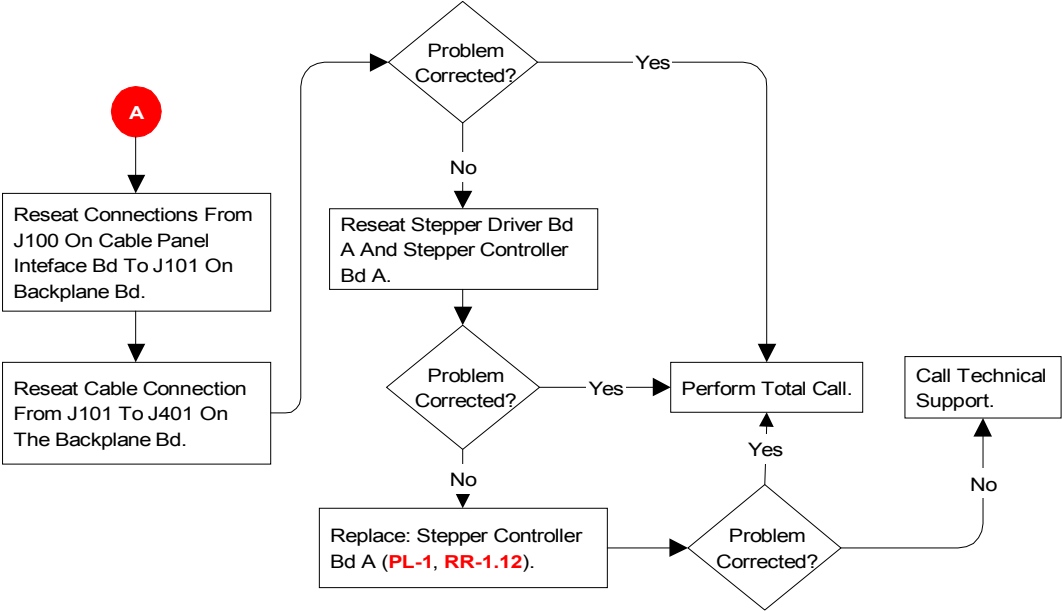 A
Reseat Connections From
J100 On Cable Panel
Inteface Bd To J101 On
Backplane Bd.
Reseat Cable Connection
From J101 To J401 On
The Backplane Bd.
Problem
Corrected?
Yes
No
Reseat Stepper Driver Bd
A And Stepper Controller
Bd A.
Problem
Corrected?
Yes
Perform Total Call.
No
Replace: Stepper Controller
Bd A (PL-1, RR-1.12).
Problem
Corrected?
Yes
No
Call Technical
Support.